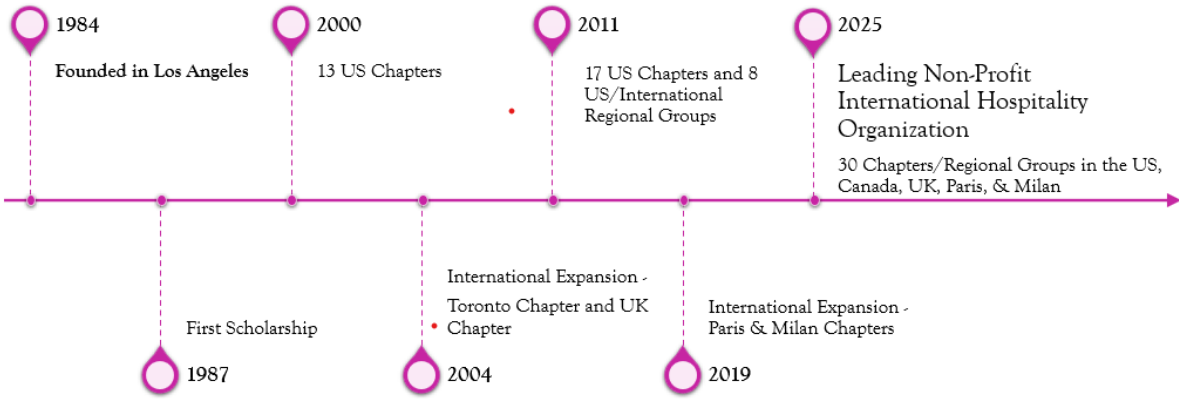 1984
Founded in Los Angeles
2000
13 US Chapters
2011
17 US Chapters and 8
US/International
Regional Groups
2025
Leading Non-Profit
International Hospitality
Organization
30 Chapters/Regional Groups in the US,
Canada, UK, Paris, & Milan
First Scholarship
1987
International Expansion -
Toronto Chapter and UK
Chapter
2004
International Expansion -
Paris & Milan Chapters
2019